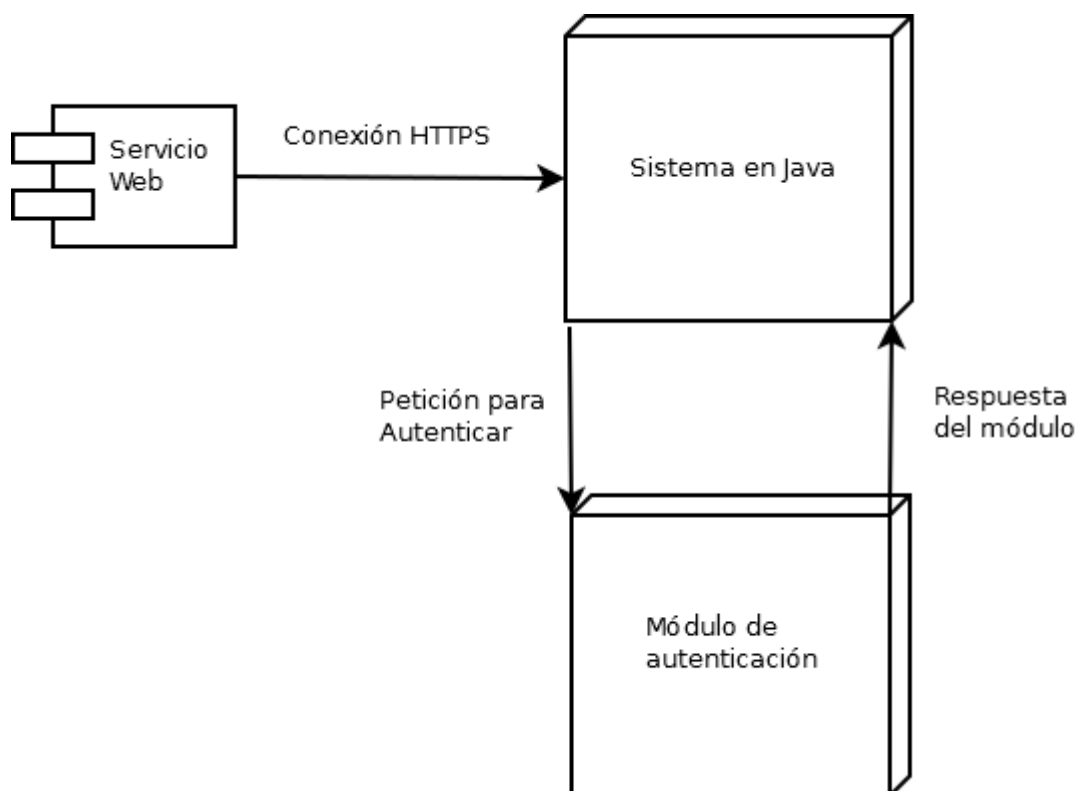 Servicio
Web
Conexión HTTPS
Sistema en Java
Petición para
Autenticar
Respuesta
del módulo
Módulo de
autenticación